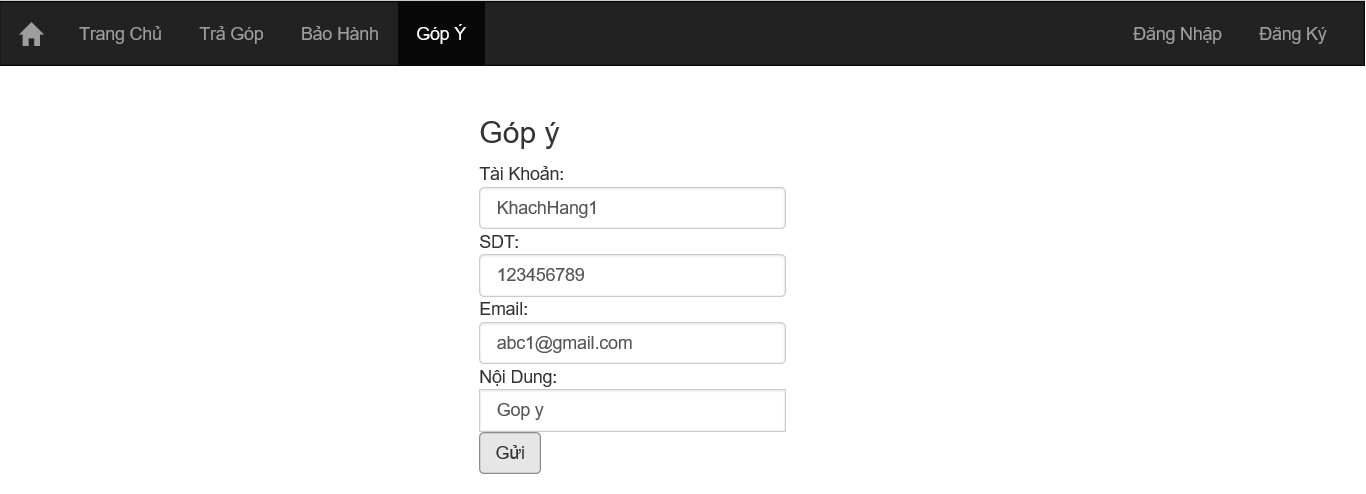 Trang Chủ Trả Góp Bảo Hành Góp Ý Đăng Nhập Đăng Ký
Góp ý
Tài Khoản:
KhachHang1
SDT:
123456789
Email:
abc1@gmail.com
Nội Dung:
Gop y
Gửi